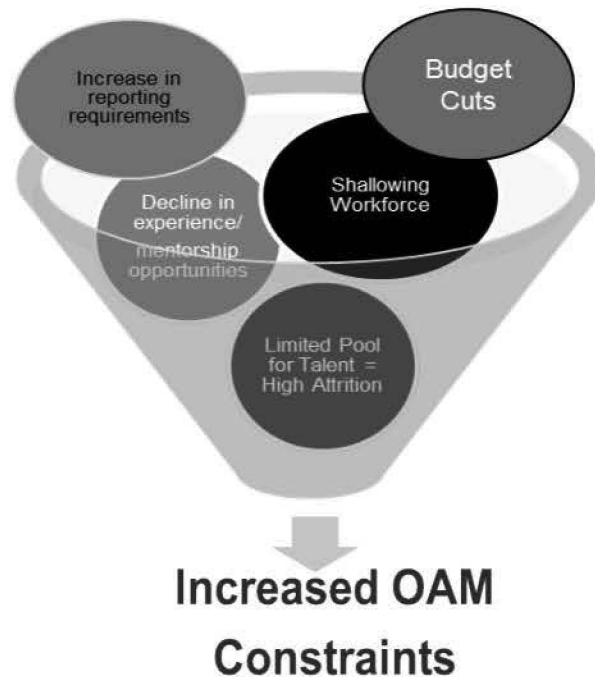 Increase in
reporting
requirements
Budget
Cuts
Decline in
experience/
mentorship
opportunities
Shallowing
Workforce
Limited Pool
for Talent =
High Attrition
Increased OAM
Constraints